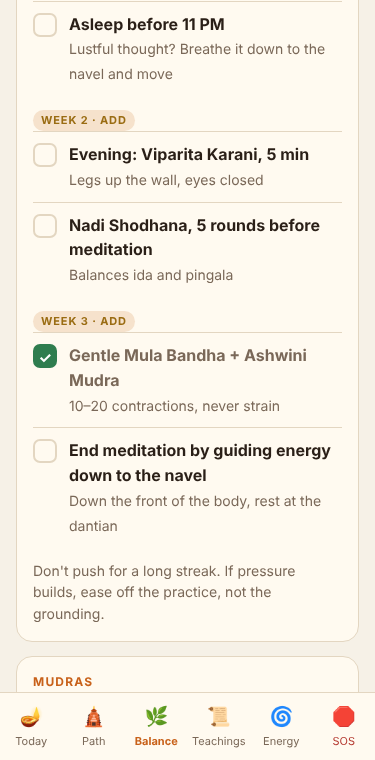 Asleep before 11 PM
Lustful thought? Breathe it down to the
navel and move
WEEK 2 · ADD
Evening: Viparita Karani, 5 min
Legs up the wall, eyes closed
Nadi Shodhana, 5 rounds before
meditation
Balances ida and pingala
WEEK 3 · ADD
Gentle Mula Bandha + Ashwini
Mudra
10–20 contractions, never strain
End meditation by guiding energy
down to the navel
Down the front of the body, rest at the
dantian
Don't push for a long streak. If pressure
builds, ease off the practice, not the
grounding.
MUDRAS
Today Path Balance Teachings Energy SOS